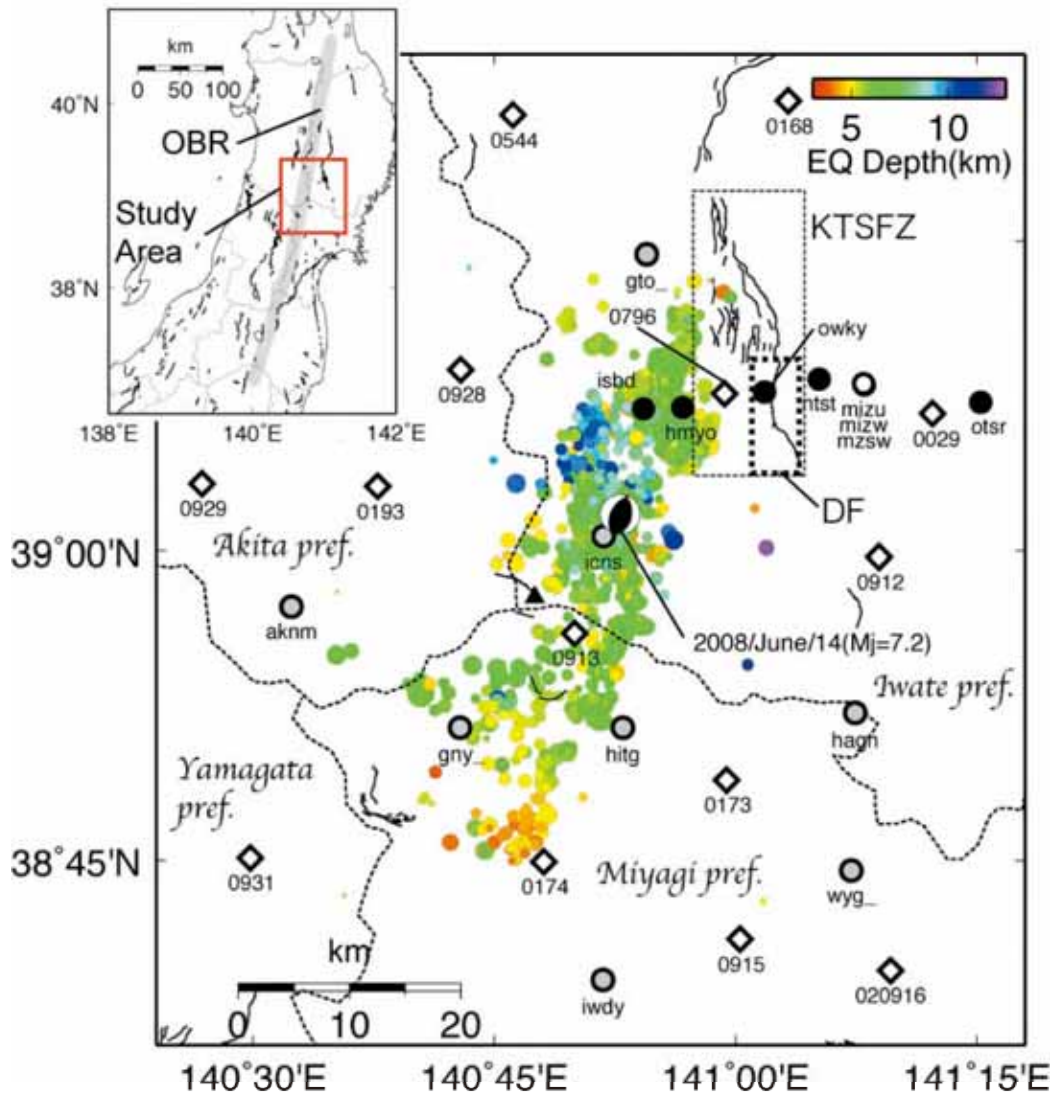 km
0 50 100
40°N
OBR
Study
Area
38°N
138°E 140°E 142°E
5 10
EQ Depth(km)
0544
0168
KTSFZ
gto_
0796
owky
isbd
0928
hmyo
ntst
mizu
mizw
mzsw
0029
otsr
0929
0193
DF
Akita pref.
39°00'N
icns
0912
aknm
0913
2008/June/14(Mj=7.2)
Iwate pref.
gny_
hitg
hagn
Yamagata
pref.
0173
38°45'N
0931
0174
Miyagi pref.
wyg_
km
0915
020916
0 10 20
iwdy
140°30'E 140°45'E 141°00'E 141°15'E